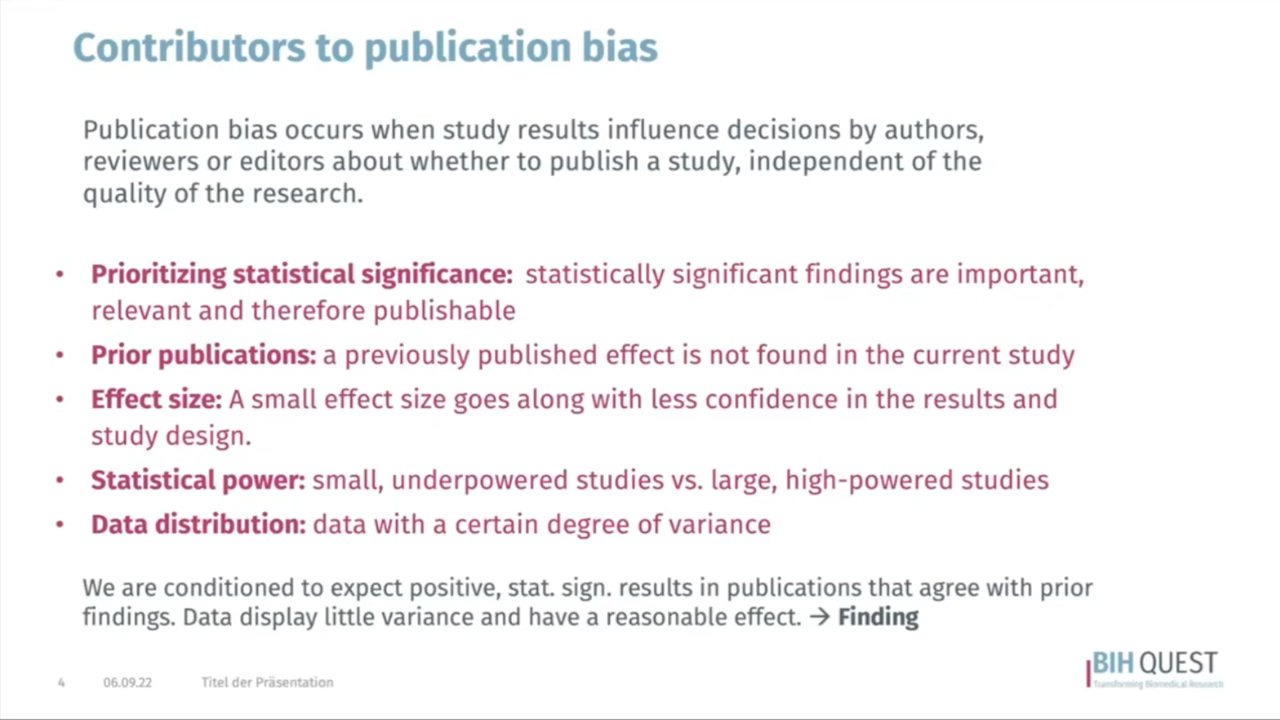 Contributors to publication bias
Publication bias occurs when study results influence decisions by authors,
reviewers or editors about whether to publish a study, independent of the
quality of the research.
• Prioritizing statistical significance: statistically significant findings are important,
relevant and therefore publishable
• Prior publications: a previously published effect is not found in the current study
• Effect size: A small effect size goes along with less confidence in the results and
study design.
• Statistical power: small, underpowered studies vs. large, high-powered studies
• Data distribution: data with a certain degree of variance
We are conditioned to expect positive, stat. sign. results in publications that agree with prior
findings. Data display little variance and have a reasonable effect. → Finding
4 06.09.22 Titel der Präsentation
BIH QUEST
Transforming Biomedical Research